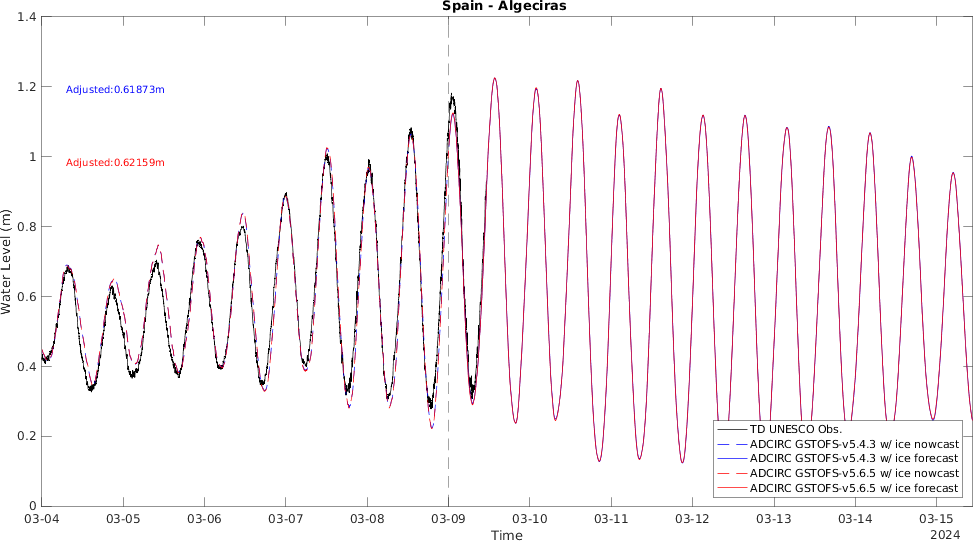 Spain - Algeciras
1.4
1.2
1
0.8
0.6
0.4
0.2
0
Water Level (m)
Adjusted:0.61873m
Adjusted:0.62159m
TD UNESCO Obs.
ADCIRC GSTOFS-v5.4.3 w/ ice nowcast
ADCIRC GSTOFS-v5.4.3 w/ ice forecast
ADCIRC GSTOFS-v5.6.5 w/ ice nowcast
ADCIRC GSTOFS-v5.6.5 w/ ice forecast
03-04 03-05 03-06 03-07 03-08 03-09 03-10 03-11 03-12 03-13 03-14 03-15
Time
2024